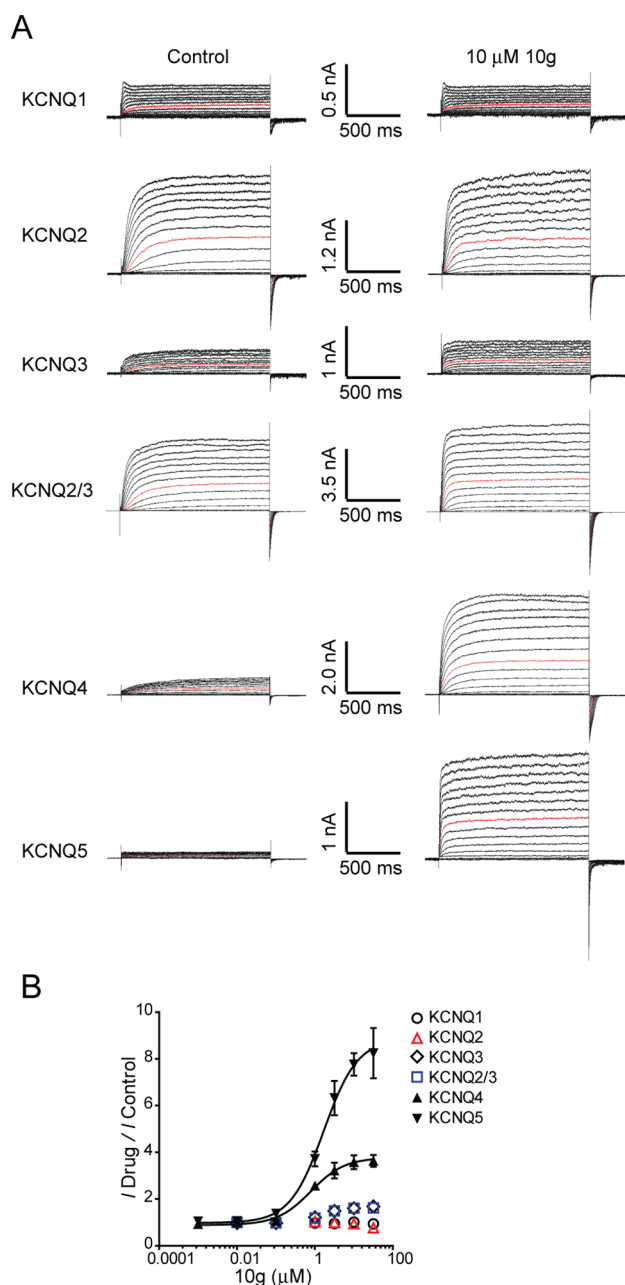 A
Control
10 μM 10g
KCNQ1
0.5 nA
500 ms
KCNQ2
1.2 nA
500 ms
KCNQ3
1 nA
500 ms
KCNQ2/3
3.5 nA
500 ms
KCNQ4
2.0 nA
500 ms
KCNQ5
1 nA
500 ms
B
I Drug / I Control
10
8
6
4
2
0
0.0001
0.01
1
100
10g (μM)
KCNQ1
KCNQ2
KCNQ3
KCNQ2/3
KCNQ4
KCNQ5